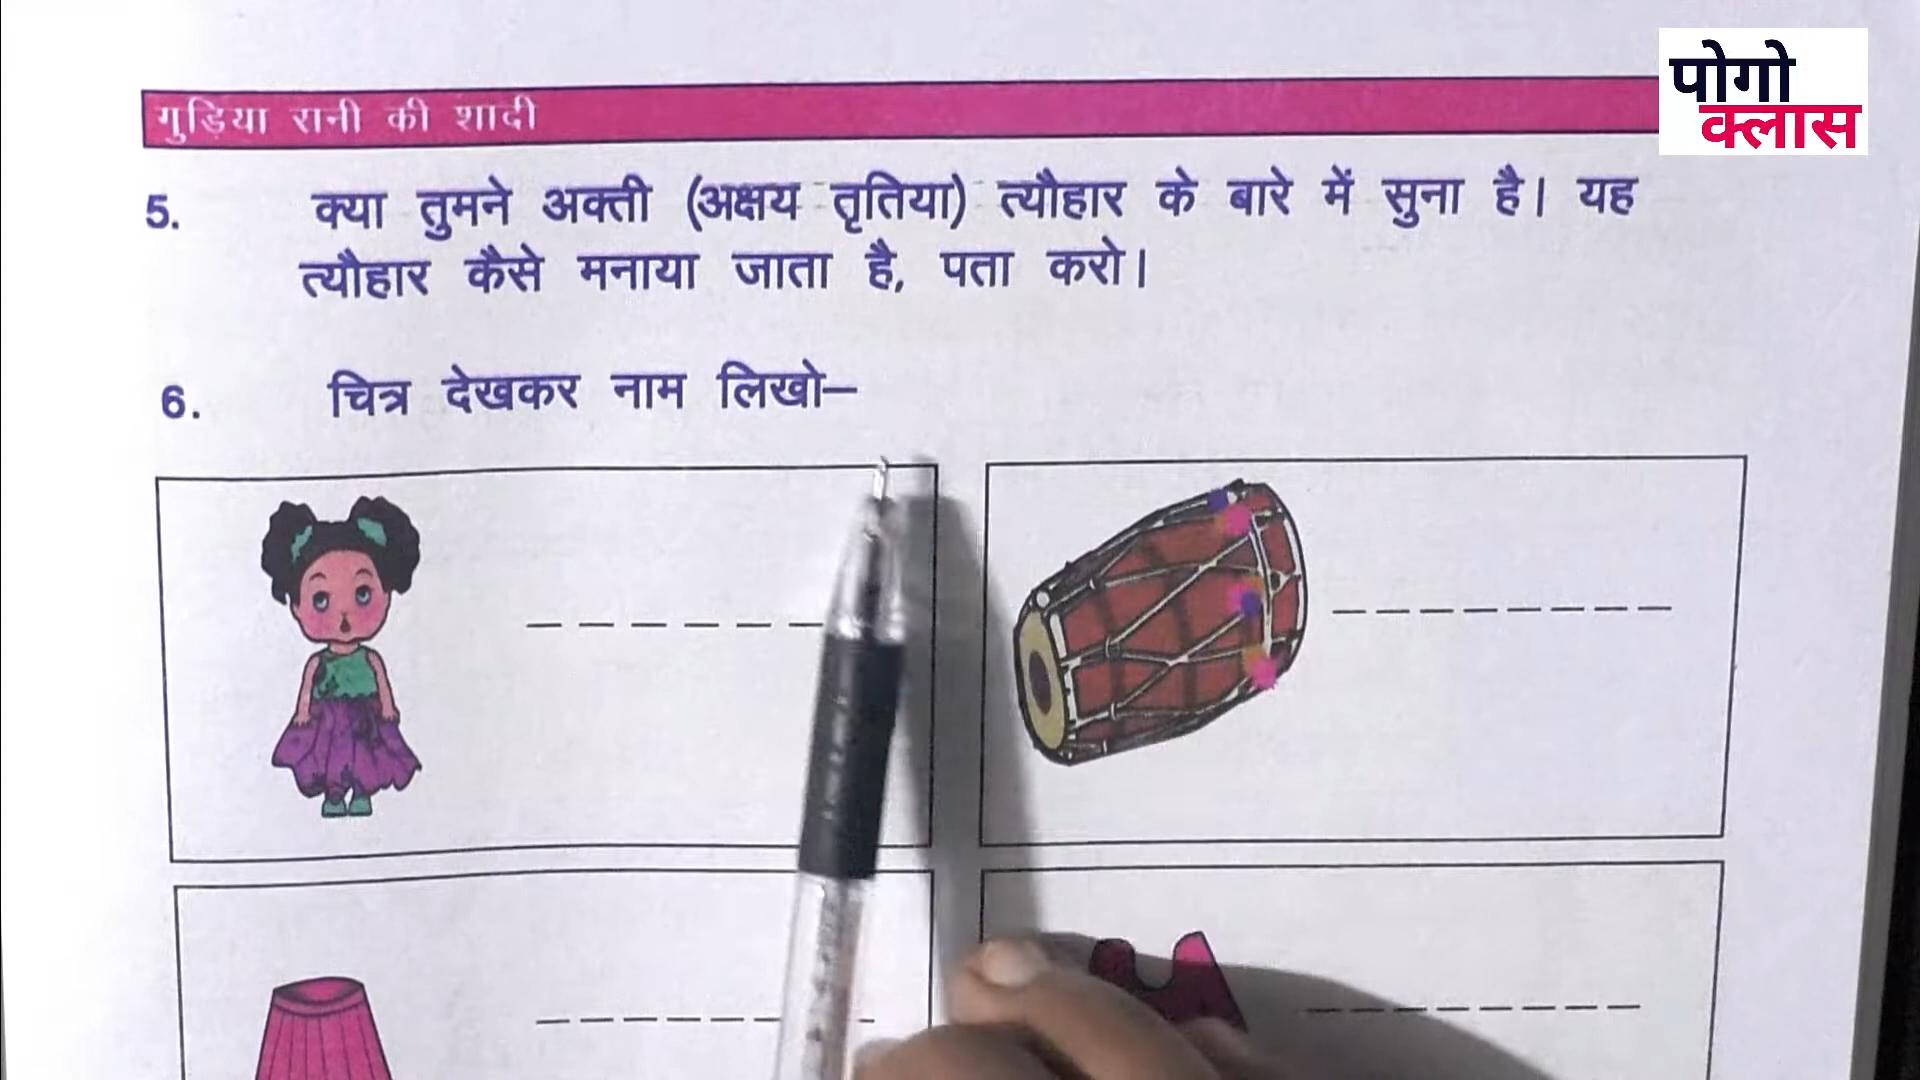 पोगो
क्लास
गुड़िया रानी की शादी
5. क्या तुमने अक्ती (अक्षय तृतिया) त्यौहार के बारे में सुना है। यह
त्यौहार कैसे मनाया जाता है, पता करो।
6. चित्र देखकर नाम लिखो–